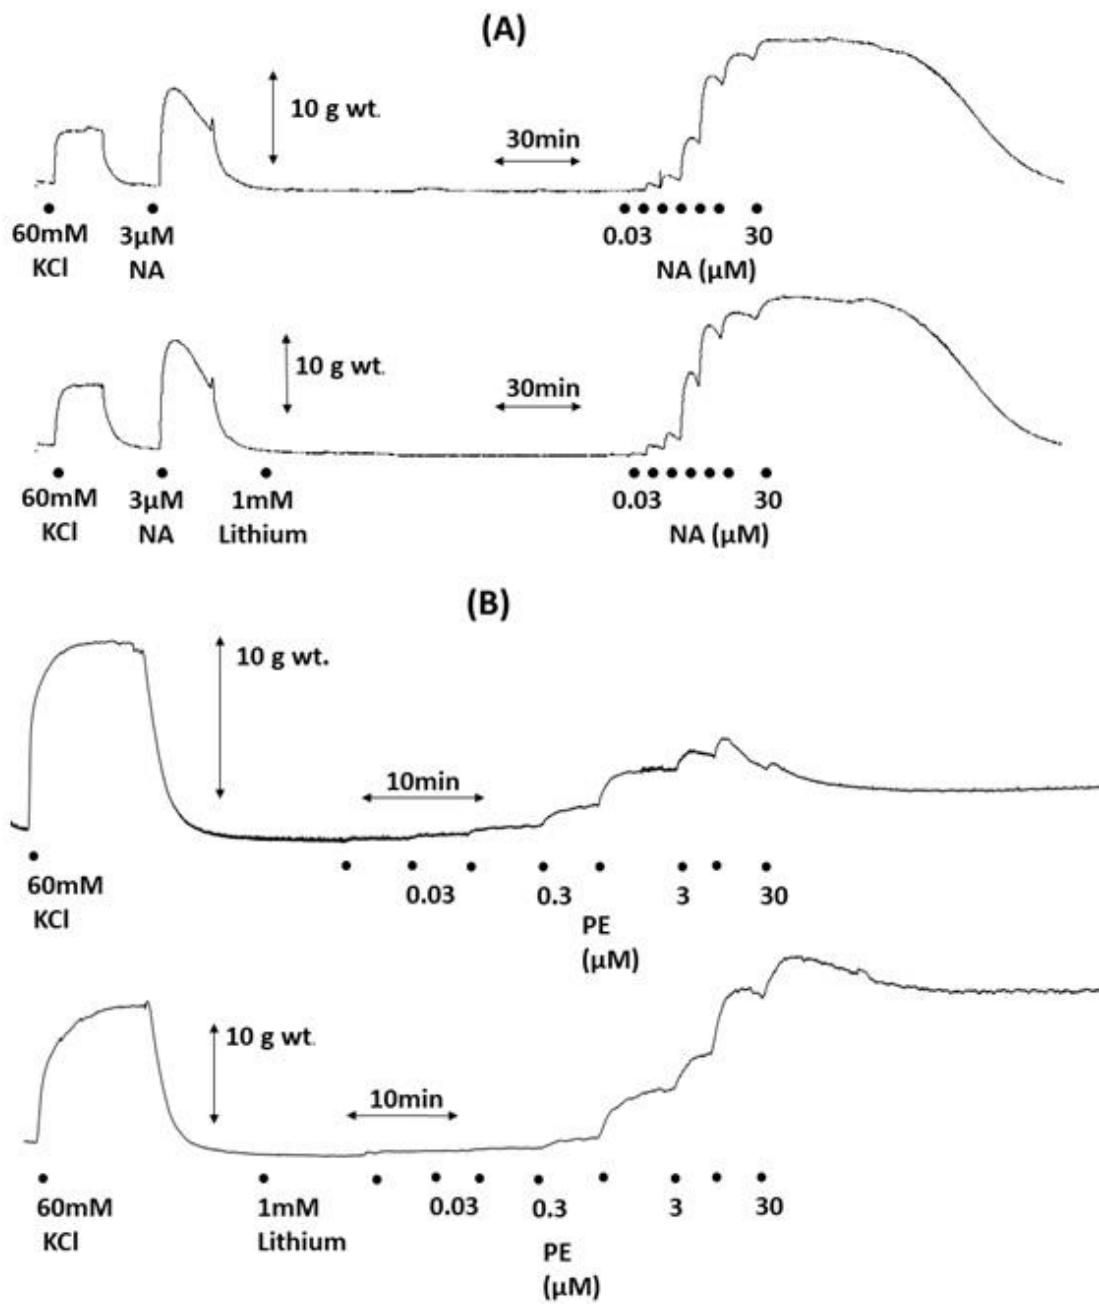 (A)
10 g wt.
30min
60mM
KCl
3µM
NA
0.03
30
NA (µM)
10 g wt.
30min
60mM
KCl
3µM
NA
1mM
Lithium
0.03
30
NA (µM)
(B)
10 g wt.
10min
60mM
KCl
0.03
0.3
3
30
PE
(µM)
10 g wt.
10min
60mM
KCl
1mM
Lithium
0.03
0.3
3
30
PE
(µM)